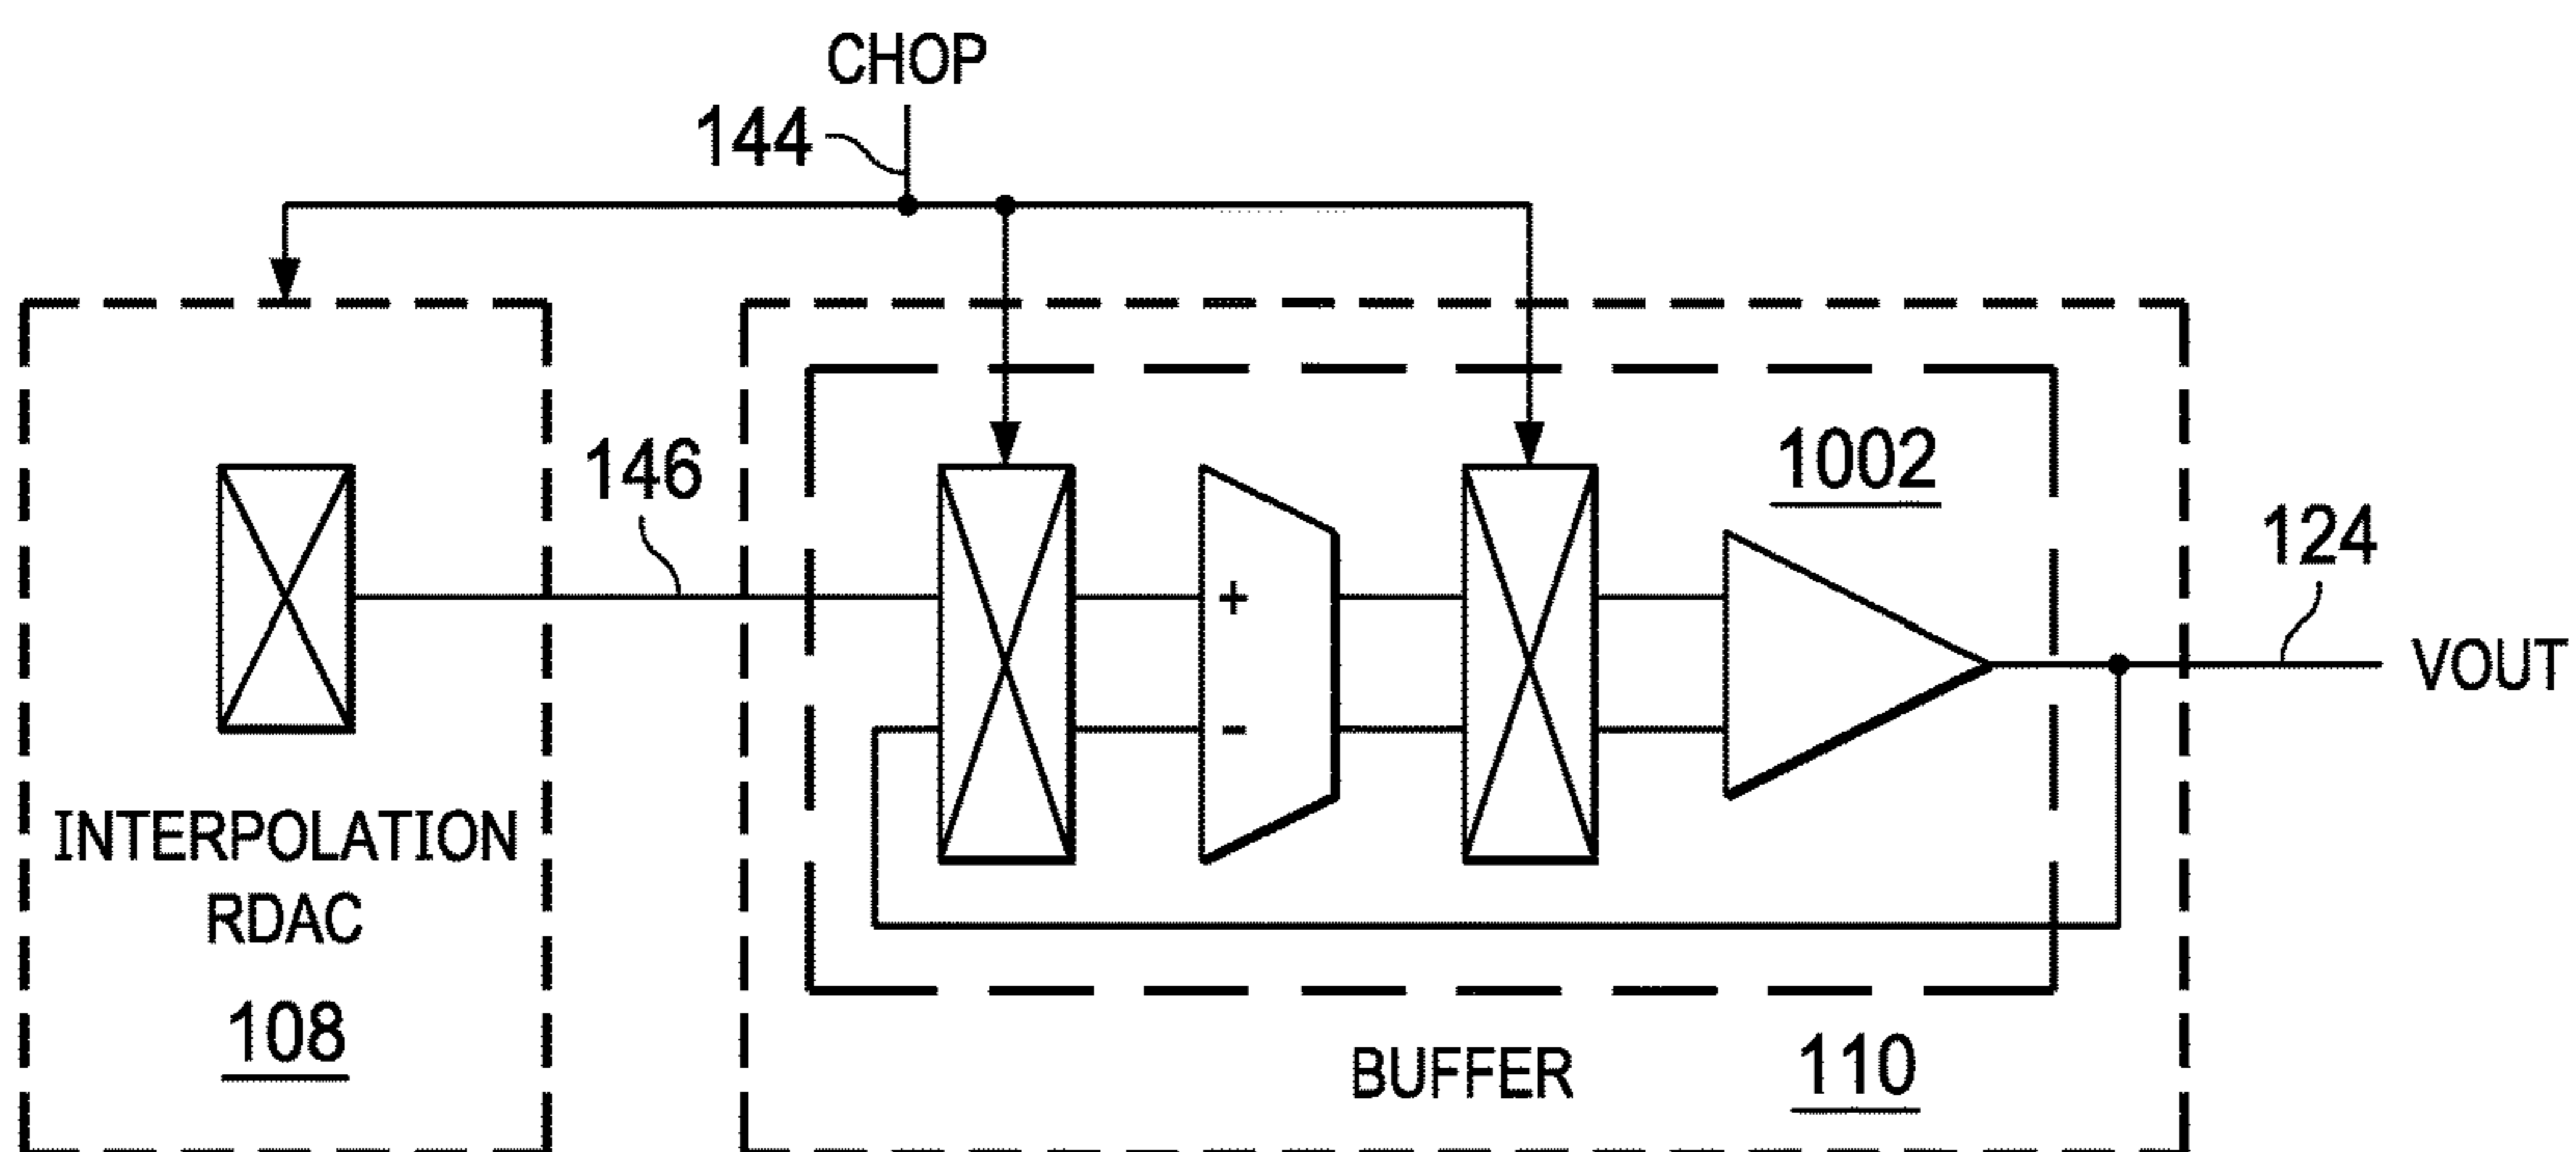 CHOP
144
146
1002
124
VOUT
+
-
INTERPOLATION
RDAC
108
BUFFER
110